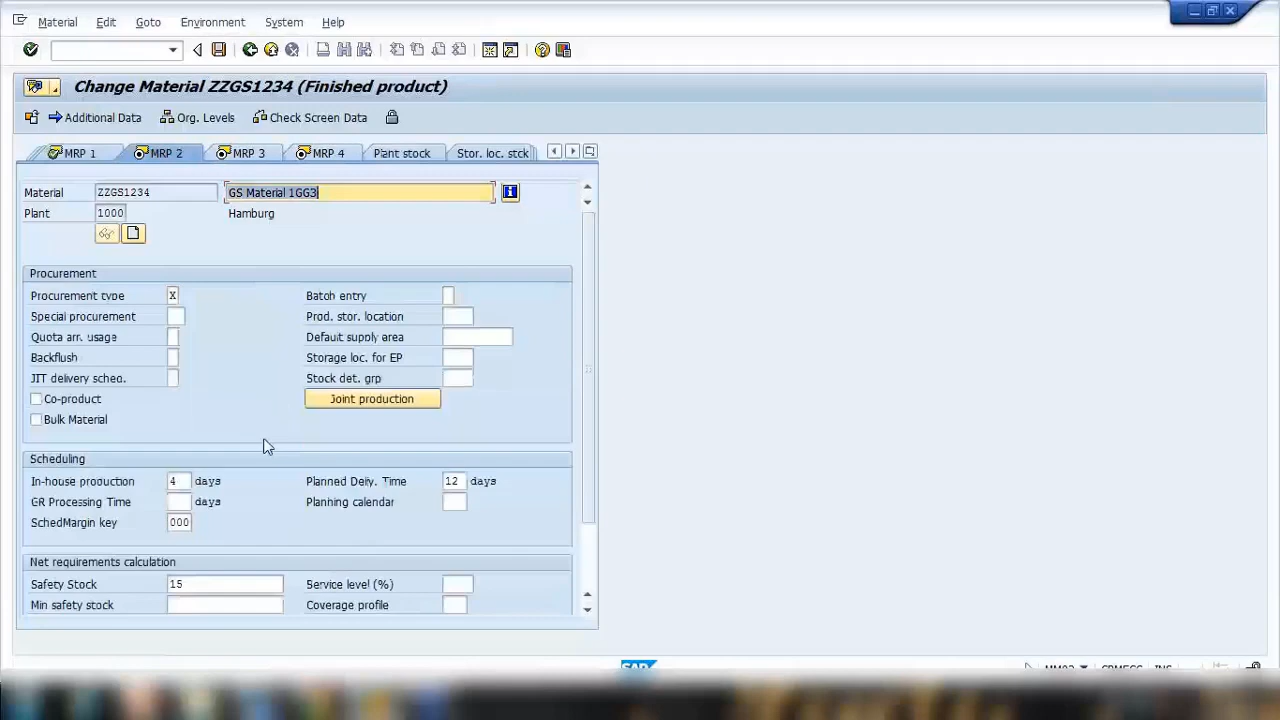 Material Edit Goto Environment System Help
Change Material ZZGS1234 (Finished product)
Additional Data Org. Levels Check Screen Data
MRP 1 MRP 2 MRP 3 MRP 4 Plant stock Stor. loc. stck
Material ZZGS1234 GS Material 1GG3
Plant 1000 Hamburg
Procurement
Procurement type X Batch entry
Special procurement Prod. stor. location
Quota arr. usage Default supply area
Backflush Storage loc. for EP
JIT delivery sched. Stock det. grp
Co-product Joint production
Bulk Material
Scheduling
In-house production 4 days Planned Deliv. Time 12 days
GR Processing Time days Planning calendar
SchedMargin key 000
Net requirements calculation
Safety Stock 15 Service level (%)
Min safety stock Coverage profile
SAP